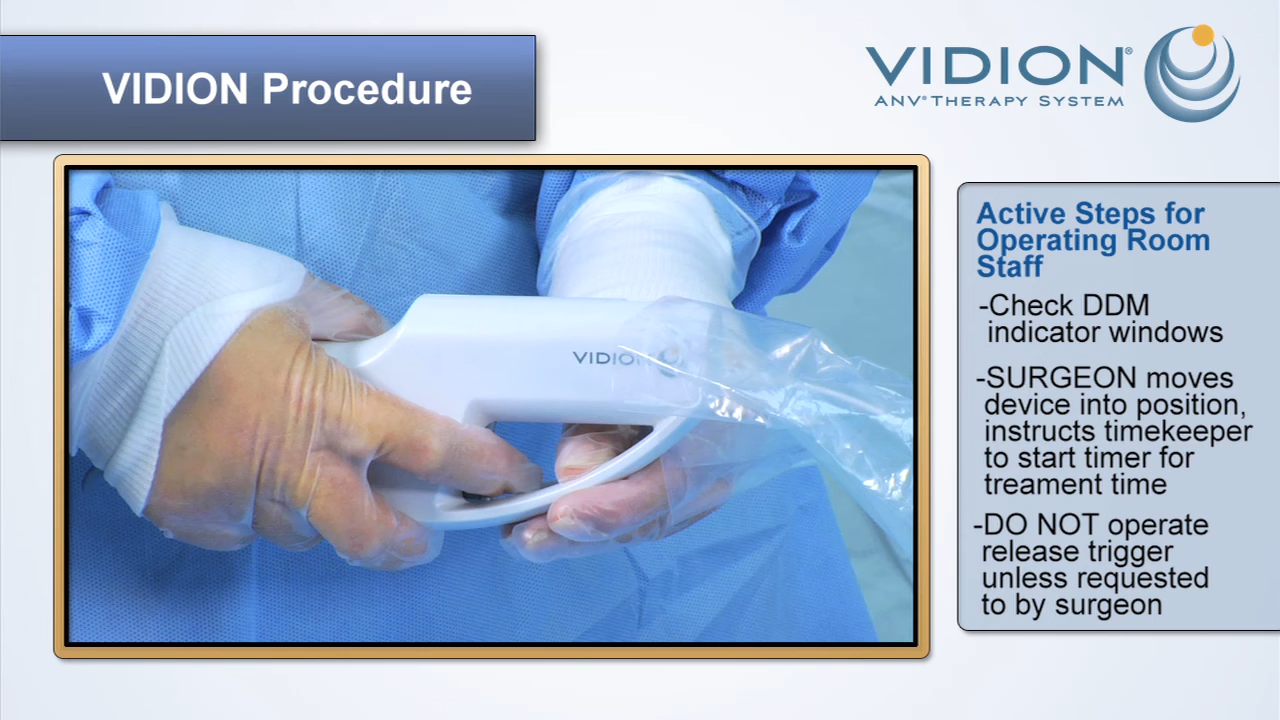 VIDION Procedure
VIDION®
ANV® THERAPY SYSTEM
VIDION
Active Steps for
Operating Room
Staff
-Check DDM
indicator windows
-SURGEON moves
device into position,
instructs timekeeper
to start timer for
treament time
-DO NOT operate
release trigger
unless requested
to by surgeon